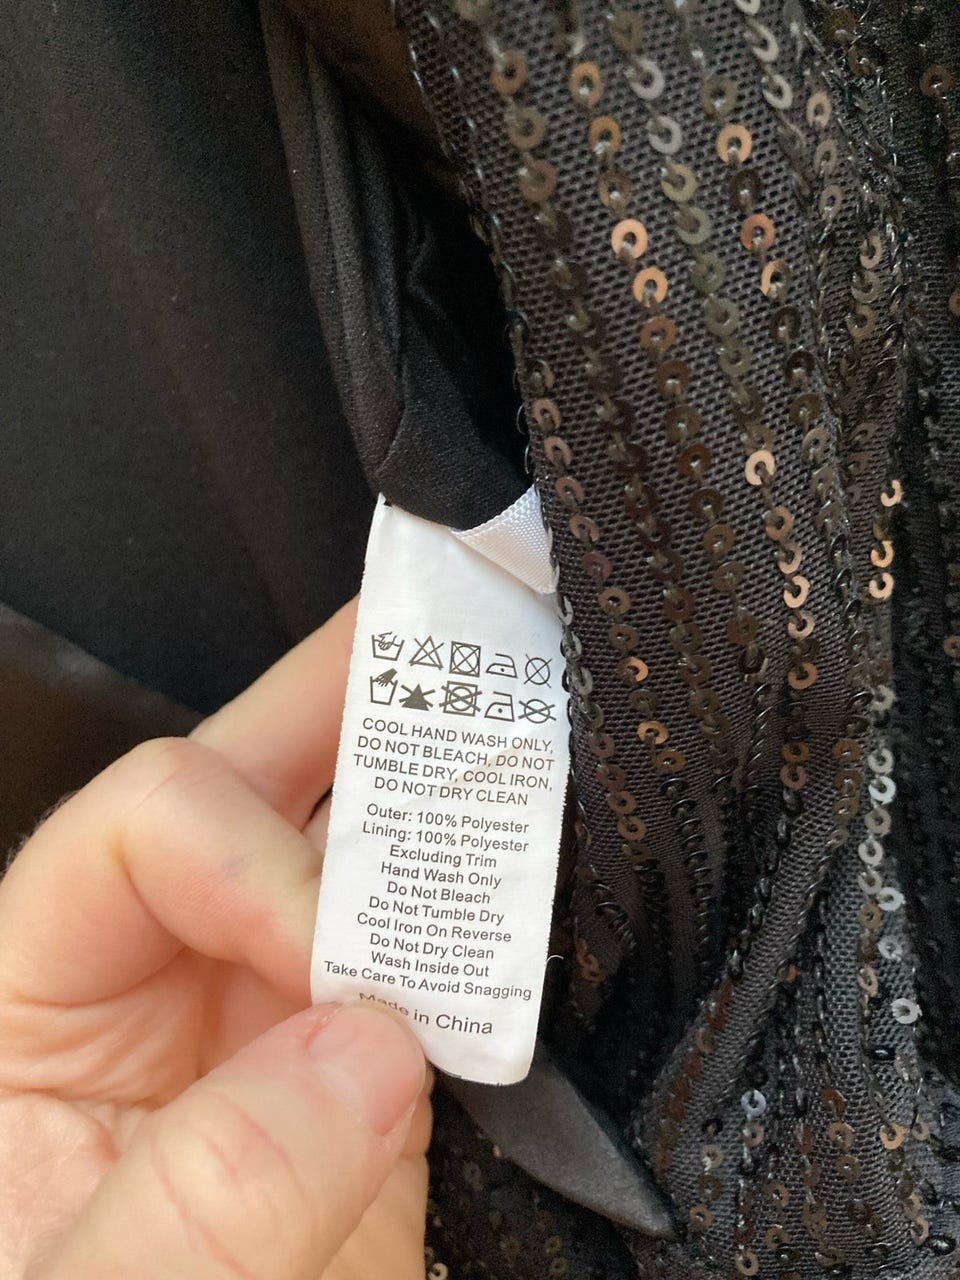 COOL HAND WASH ONLY,
DO NOT BLEACH, DO NOT
TUMBLE DRY, COOL IRON,
DO NOT DRY CLEAN
Outer: 100% Polyester
Lining: 100% Polyester
Excluding Trim
Hand Wash Only
Do Not Bleach
Do Not Tumble Dry
Cool Iron On Reverse
Do Not Dry Clean
Wash Inside Out
Take Care To Avoid Snagging
Made in China